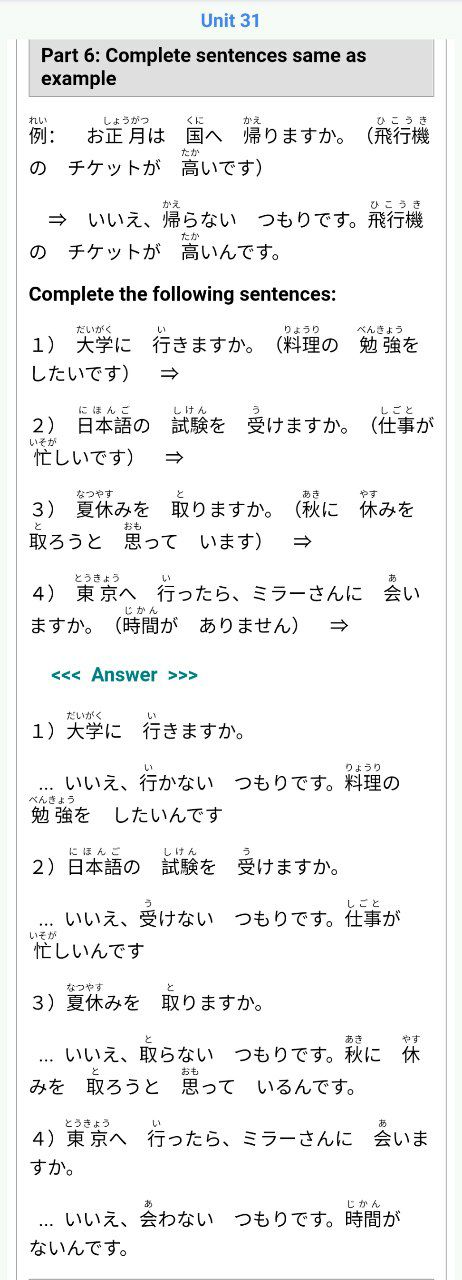 Unit 31
Part 6: Complete sentences same as
example
例： お正月は 国へ 帰りますか。（飛行機
の チケットが 高いです）
⇒ いいえ、帰らない つもりです。飛行機
の チケットが 高いんです。
Complete the following sentences:
１） 大学に 行きますか。（料理の 勉強を
したいです） ⇒
２） 日本語の 試験を 受けますか。（仕事が
忙しいです） ⇒
３） 夏休みを 取りますか。（秋に 休みを
取ろうと 思って います） ⇒
４） 東京へ 行ったら、ミラーさんに 会い
ますか。（時間が ありません） ⇒
<<< Answer >>>
１）大学に 行きますか。
... いいえ、行かない つもりです。料理の
勉強を したいんです
２）日本語の 試験を 受けますか。
... いいえ、受けない つもりです。仕事が
忙しいんです
３）夏休みを 取りますか。
... いいえ、取らない つもりです。秋に 休
みを 取ろうと 思って いるんです。
４）東京へ 行ったら、ミラーさんに 会いま
すか。
... いいえ、会わない つもりです。時間が
ないんです。